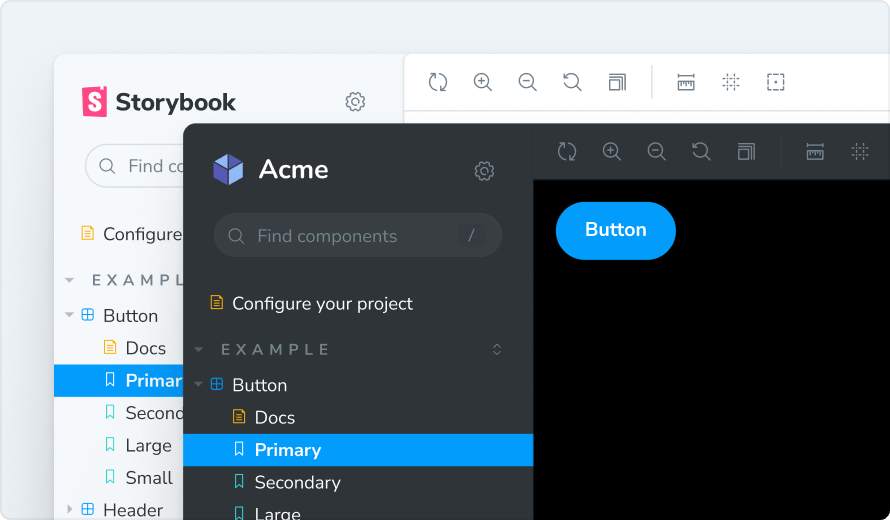 Storybook
Find co
Configure
EXAMPL
Button
Docs
Primar
Second
Large
Small
Header
Acme
Find components /
Configure your project
EXAMPLE
Button
Docs
Primary
Secondary
Large
Button